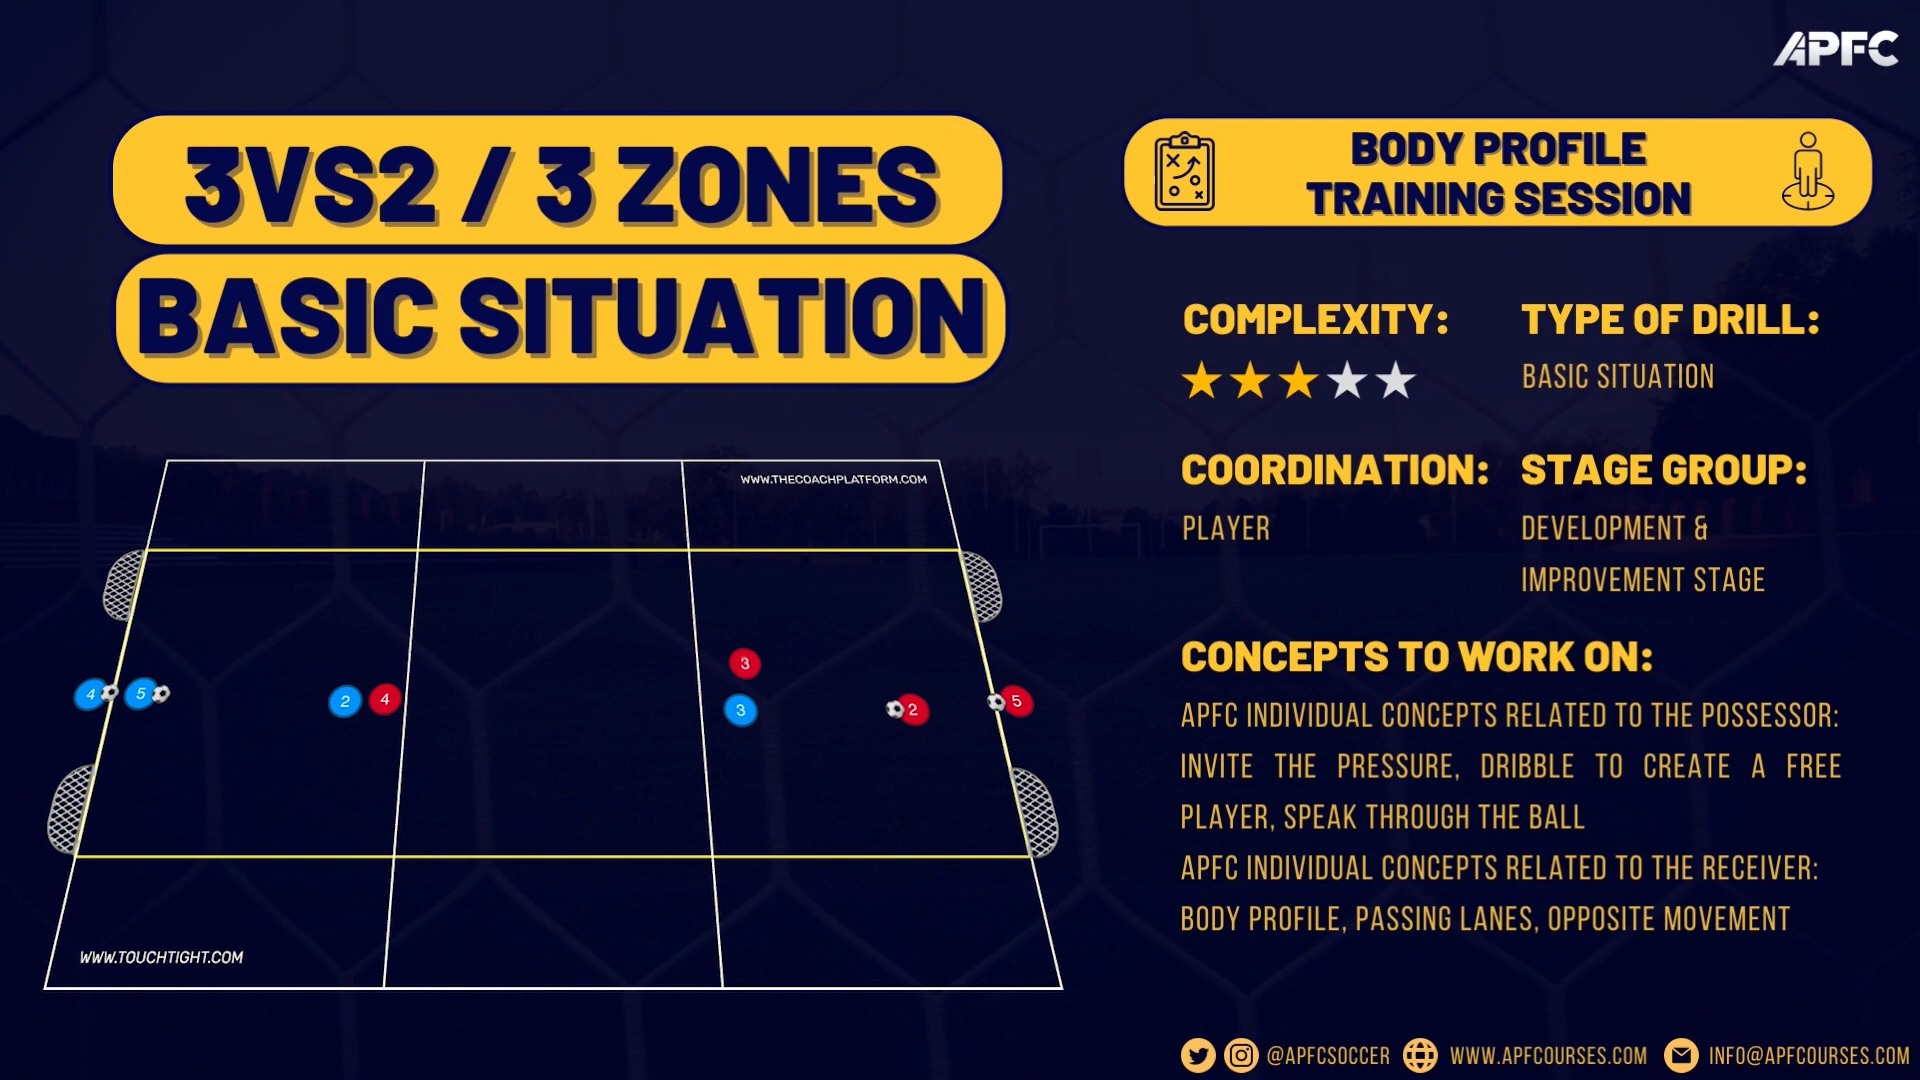 APFC
3VS2 / 3 ZONES
BASIC SITUATION
BODY PROFILE
TRAINING SESSION
COMPLEXITY:
TYPE OF DRILL:
BASIC SITUATION
COORDINATION:
PLAYER
STAGE GROUP:
DEVELOPMENT &
IMPROVEMENT STAGE
CONCEPTS TO WORK ON:
APFC INDIVIDUAL CONCEPTS RELATED TO THE POSSESSOR:
INVITE THE PRESSURE, DRIBBLE TO CREATE A FREE
PLAYER, SPEAK THROUGH THE BALL
APFC INDIVIDUAL CONCEPTS RELATED TO THE RECEIVER:
BODY PROFILE, PASSING LANES, OPPOSITE MOVEMENT
WWW.THECOACHPLATFORM.COM
3
4 5 2 4 3 2 5
WWW.TOUCHTIGHT.COM
@APFCSOCCER WWW.APFCOURSES.COM INFO@APFCOURSES.COM